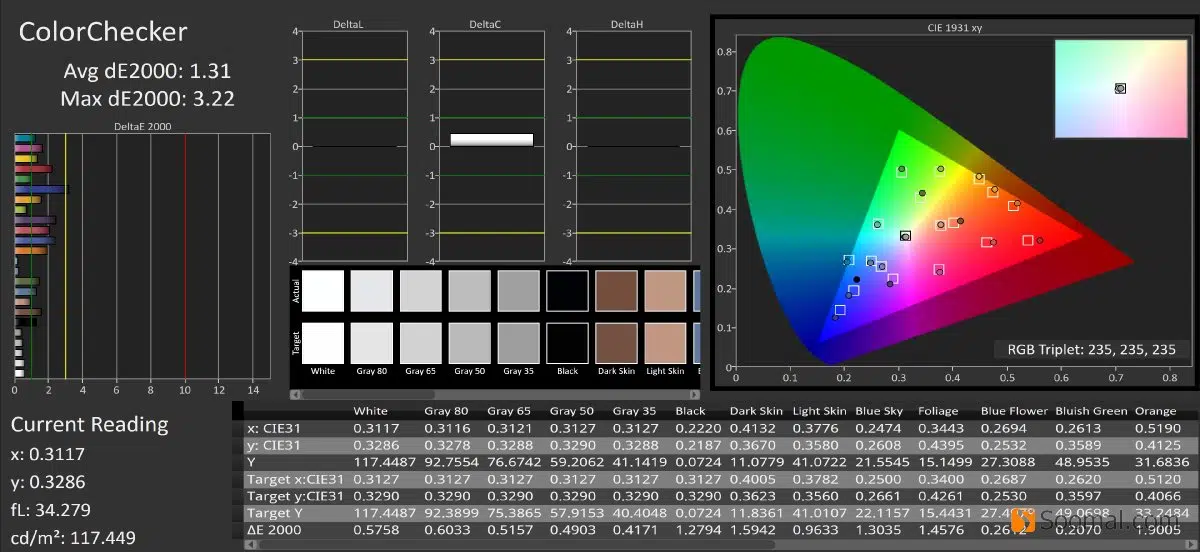 ColorChecker
Avg dE2000: 1.31
Max dE2000: 3.22
DeltaE 2000
0 2 4 6 8 10 12 14
DeltaL
4
3
2
1
0
-1
-2
-3
-4
DeltaC
4
3
2
1
0
-1
-2
-3
-4
DeltaH
4
3
2
1
0
-1
-2
-3
-4
Actual
Target
White Gray 80 Gray 65 Gray 50 Gray 35 Black Dark Skin Light Skin
CIE 1931 xy
0.8
0.7
0.6
0.5
0.4
0.3
0.2
0.1
0
0 0.1 0.2 0.3 0.4 0.5 0.6 0.7 0.8
RGB Triplet: 235, 235, 235
Current Reading
x: 0.3117
y: 0.3286
fL: 34.279
cd/m²: 117.449
White Gray 80 Gray 65 Gray 50 Gray 35 Black Dark Skin Light Skin Blue Sky Foliage Blue Flower Bluish Green Orange
x: CIE31 0.3117 0.3116 0.3121 0.3127 0.3127 0.2220 0.4132 0.3776 0.2474 0.3443 0.2694 0.2613 0.5190
y: CIE31 0.3286 0.3278 0.3288 0.3290 0.3288 0.2187 0.3670 0.3580 0.2608 0.4395 0.2532 0.3589 0.4125
Y 117.4487 92.7554 76.6742 59.2062 41.1419 0.0724 11.0779 41.0722 21.5545 15.1499 27.3088 48.9535 31.6836
Target x:CIE31 0.3127 0.3127 0.3127 0.3127 0.3127 0.3127 0.4005 0.3782 0.2500 0.3400 0.2687 0.2620 0.5120
Target y:CIE31 0.3290 0.3290 0.3290 0.3290 0.3290 0.3290 0.3623 0.3560 0.2661 0.4261 0.2530 0.3597 0.4066
Target Y 117.4487 92.3899 75.3865 57.9153 40.4048 0.0724 11.8361 41.0107 22.1157 15.4431 49.0698 33.2484
ΔE 2000 0.5758 0.6033 0.5157 0.4903 0.4171 1.2794 1.5942 0.9633 1.3035 1.4576 0.2070 1.9005
Soomal.com